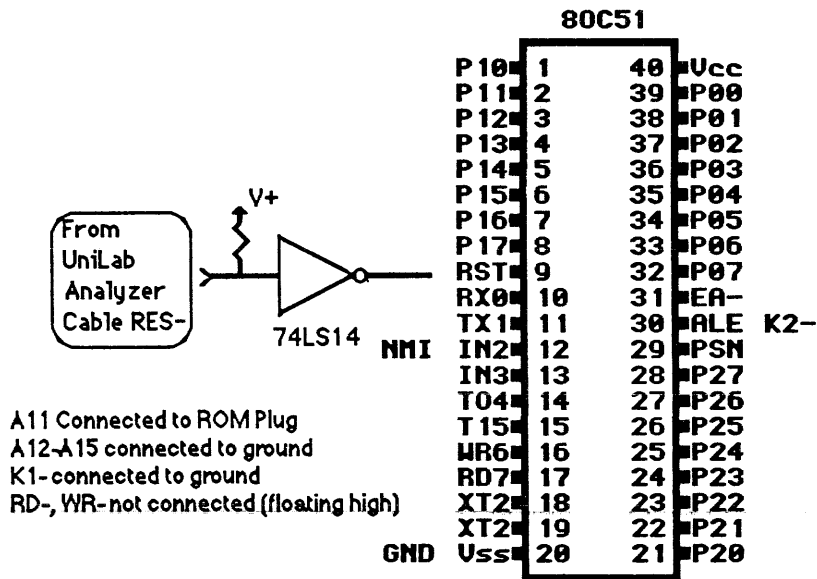 80C51
P10 1 40 Vcc
P11 2 39 P00
P12 3 38 P01
P13 4 37 P02
P14 5 36 P03
P15 6 35 P04
P16 7 34 P05
P17 8 33 P06
RST 9 32 P07
RX0 10 31 EA-
TX1 11 30 ALE K2-
NMI IN2 12 29 PSN
IN3 13 28 P27
TO4 14 27 P26
T15 15 26 P25
WR6 16 25 P24
RD7 17 24 P23
XT2 18 23 P22
XT2 19 22 P21
GND Vss 20 21 P20
V+
From
UniLab
Analyzer
Cable RES-
74LS14
A11 Connected to ROM Plug
A12-A15 connected to ground
K1- connected to ground
RD-, WR- not connected (floating high)